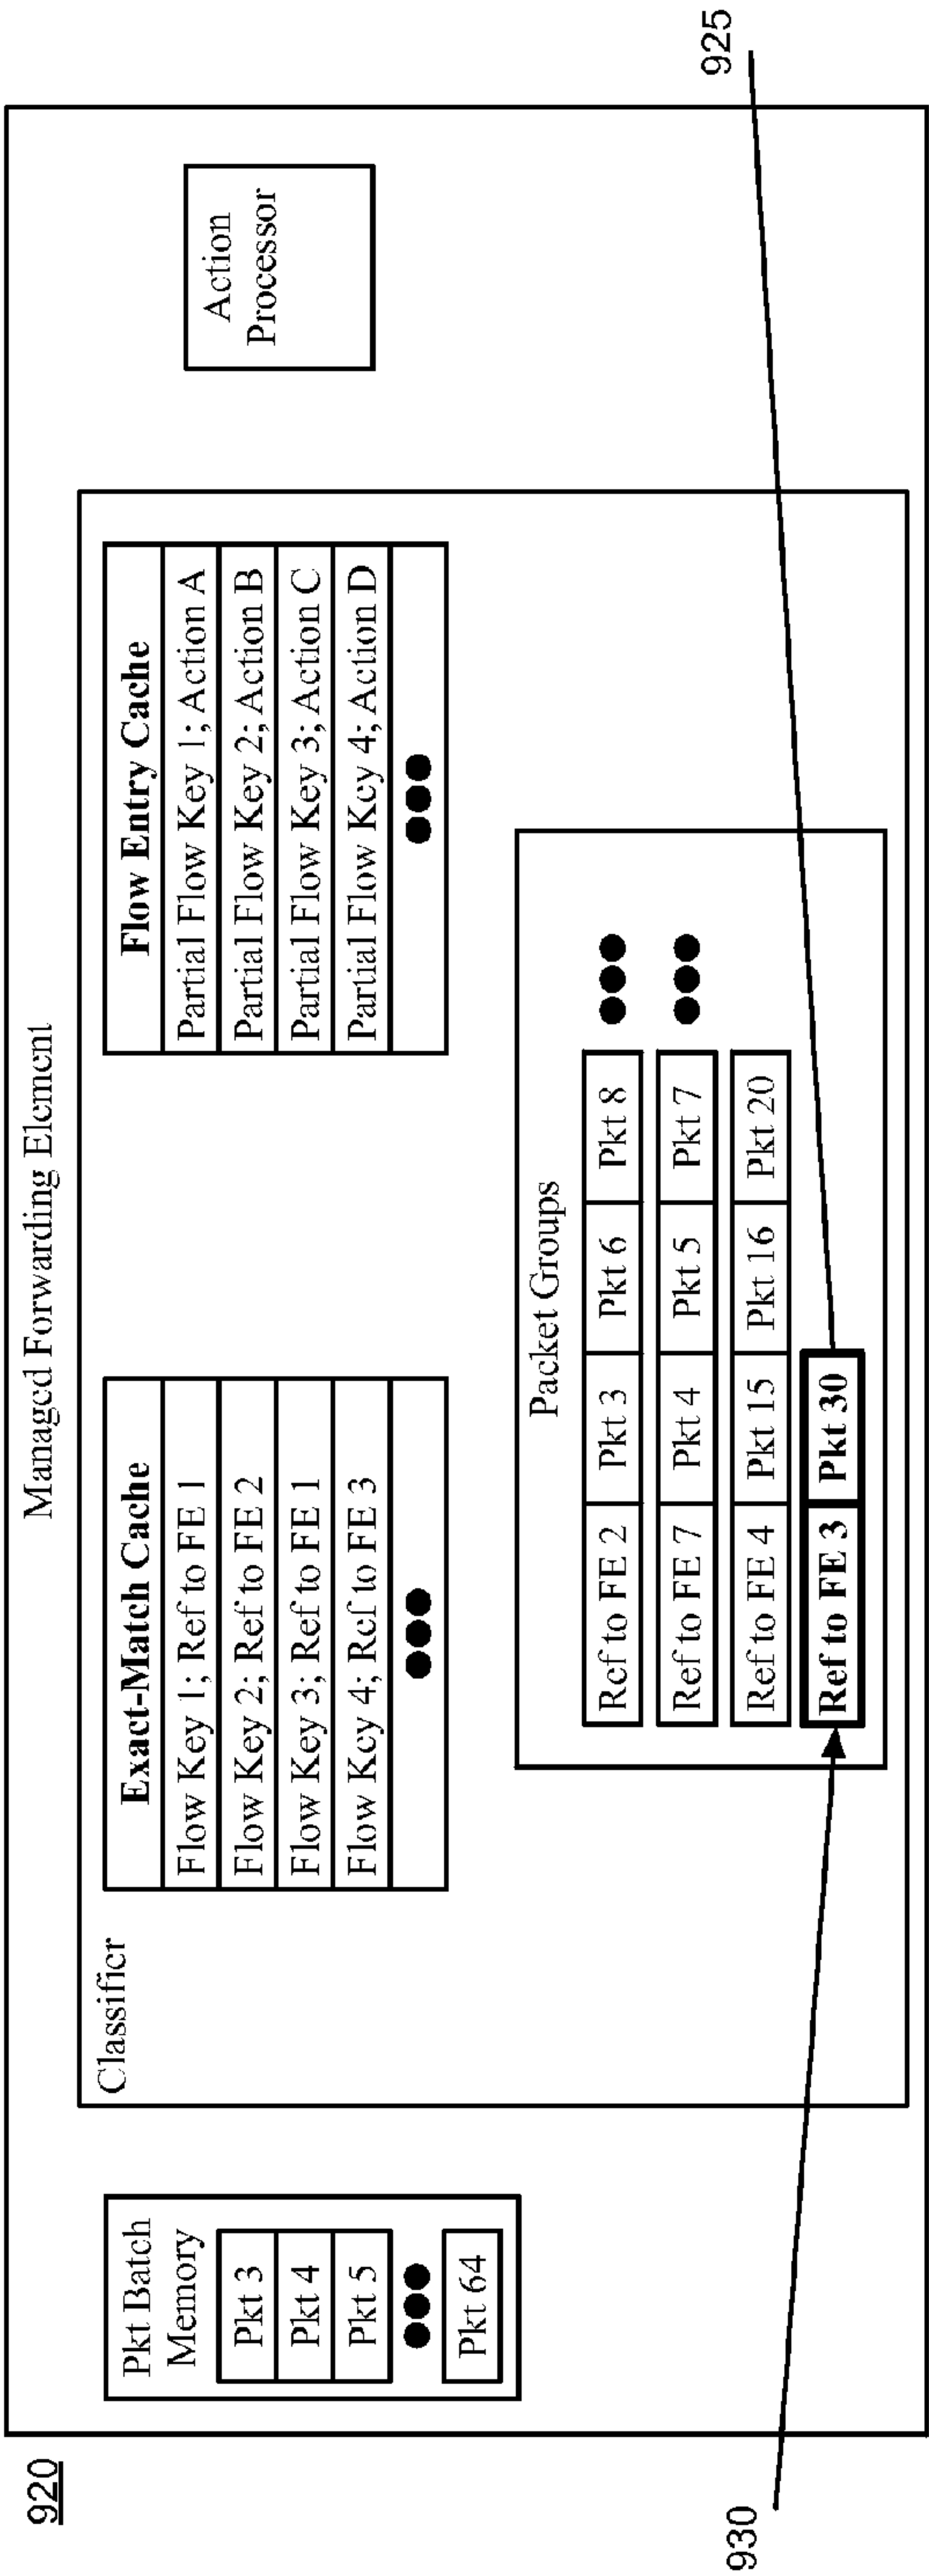 920
Managed Forwarding Element
Pkt Batch
Memory
Pkt 3
Pkt 4
Pkt 5
Pkt 64
Classifier
Exact-Match Cache
Flow Key 1; Ref to FE 1
Flow Key 2; Ref to FE 2
Flow Key 3; Ref to FE 1
Flow Key 4; Ref to FE 3
Flow Entry Cache
Partial Flow Key 1; Action A
Partial Flow Key 2; Action B
Partial Flow Key 3; Action C
Partial Flow Key 4; Action D
Action
Processor
Packet Groups
Ref to FE 2 Pkt 3 Pkt 6 Pkt 8
Ref to FE 7 Pkt 4 Pkt 5 Pkt 7
Ref to FE 4 Pkt 15 Pkt 16 Pkt 20
Ref to FE 3 Pkt 30
930
925